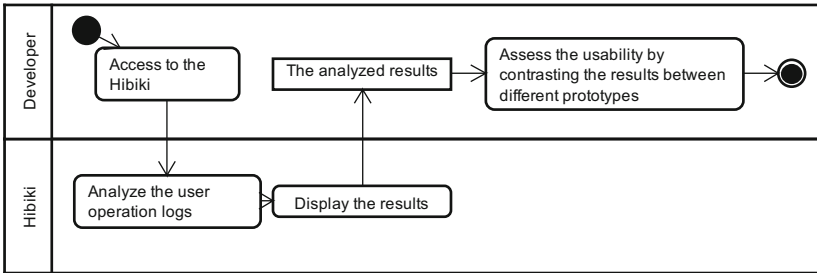 Developer
Access to the
Hibiki
The analyzed results
Assess the usability by
contrasting the results between
different prototypes
Hibiki
Analyze the user
operation logs
Display the results